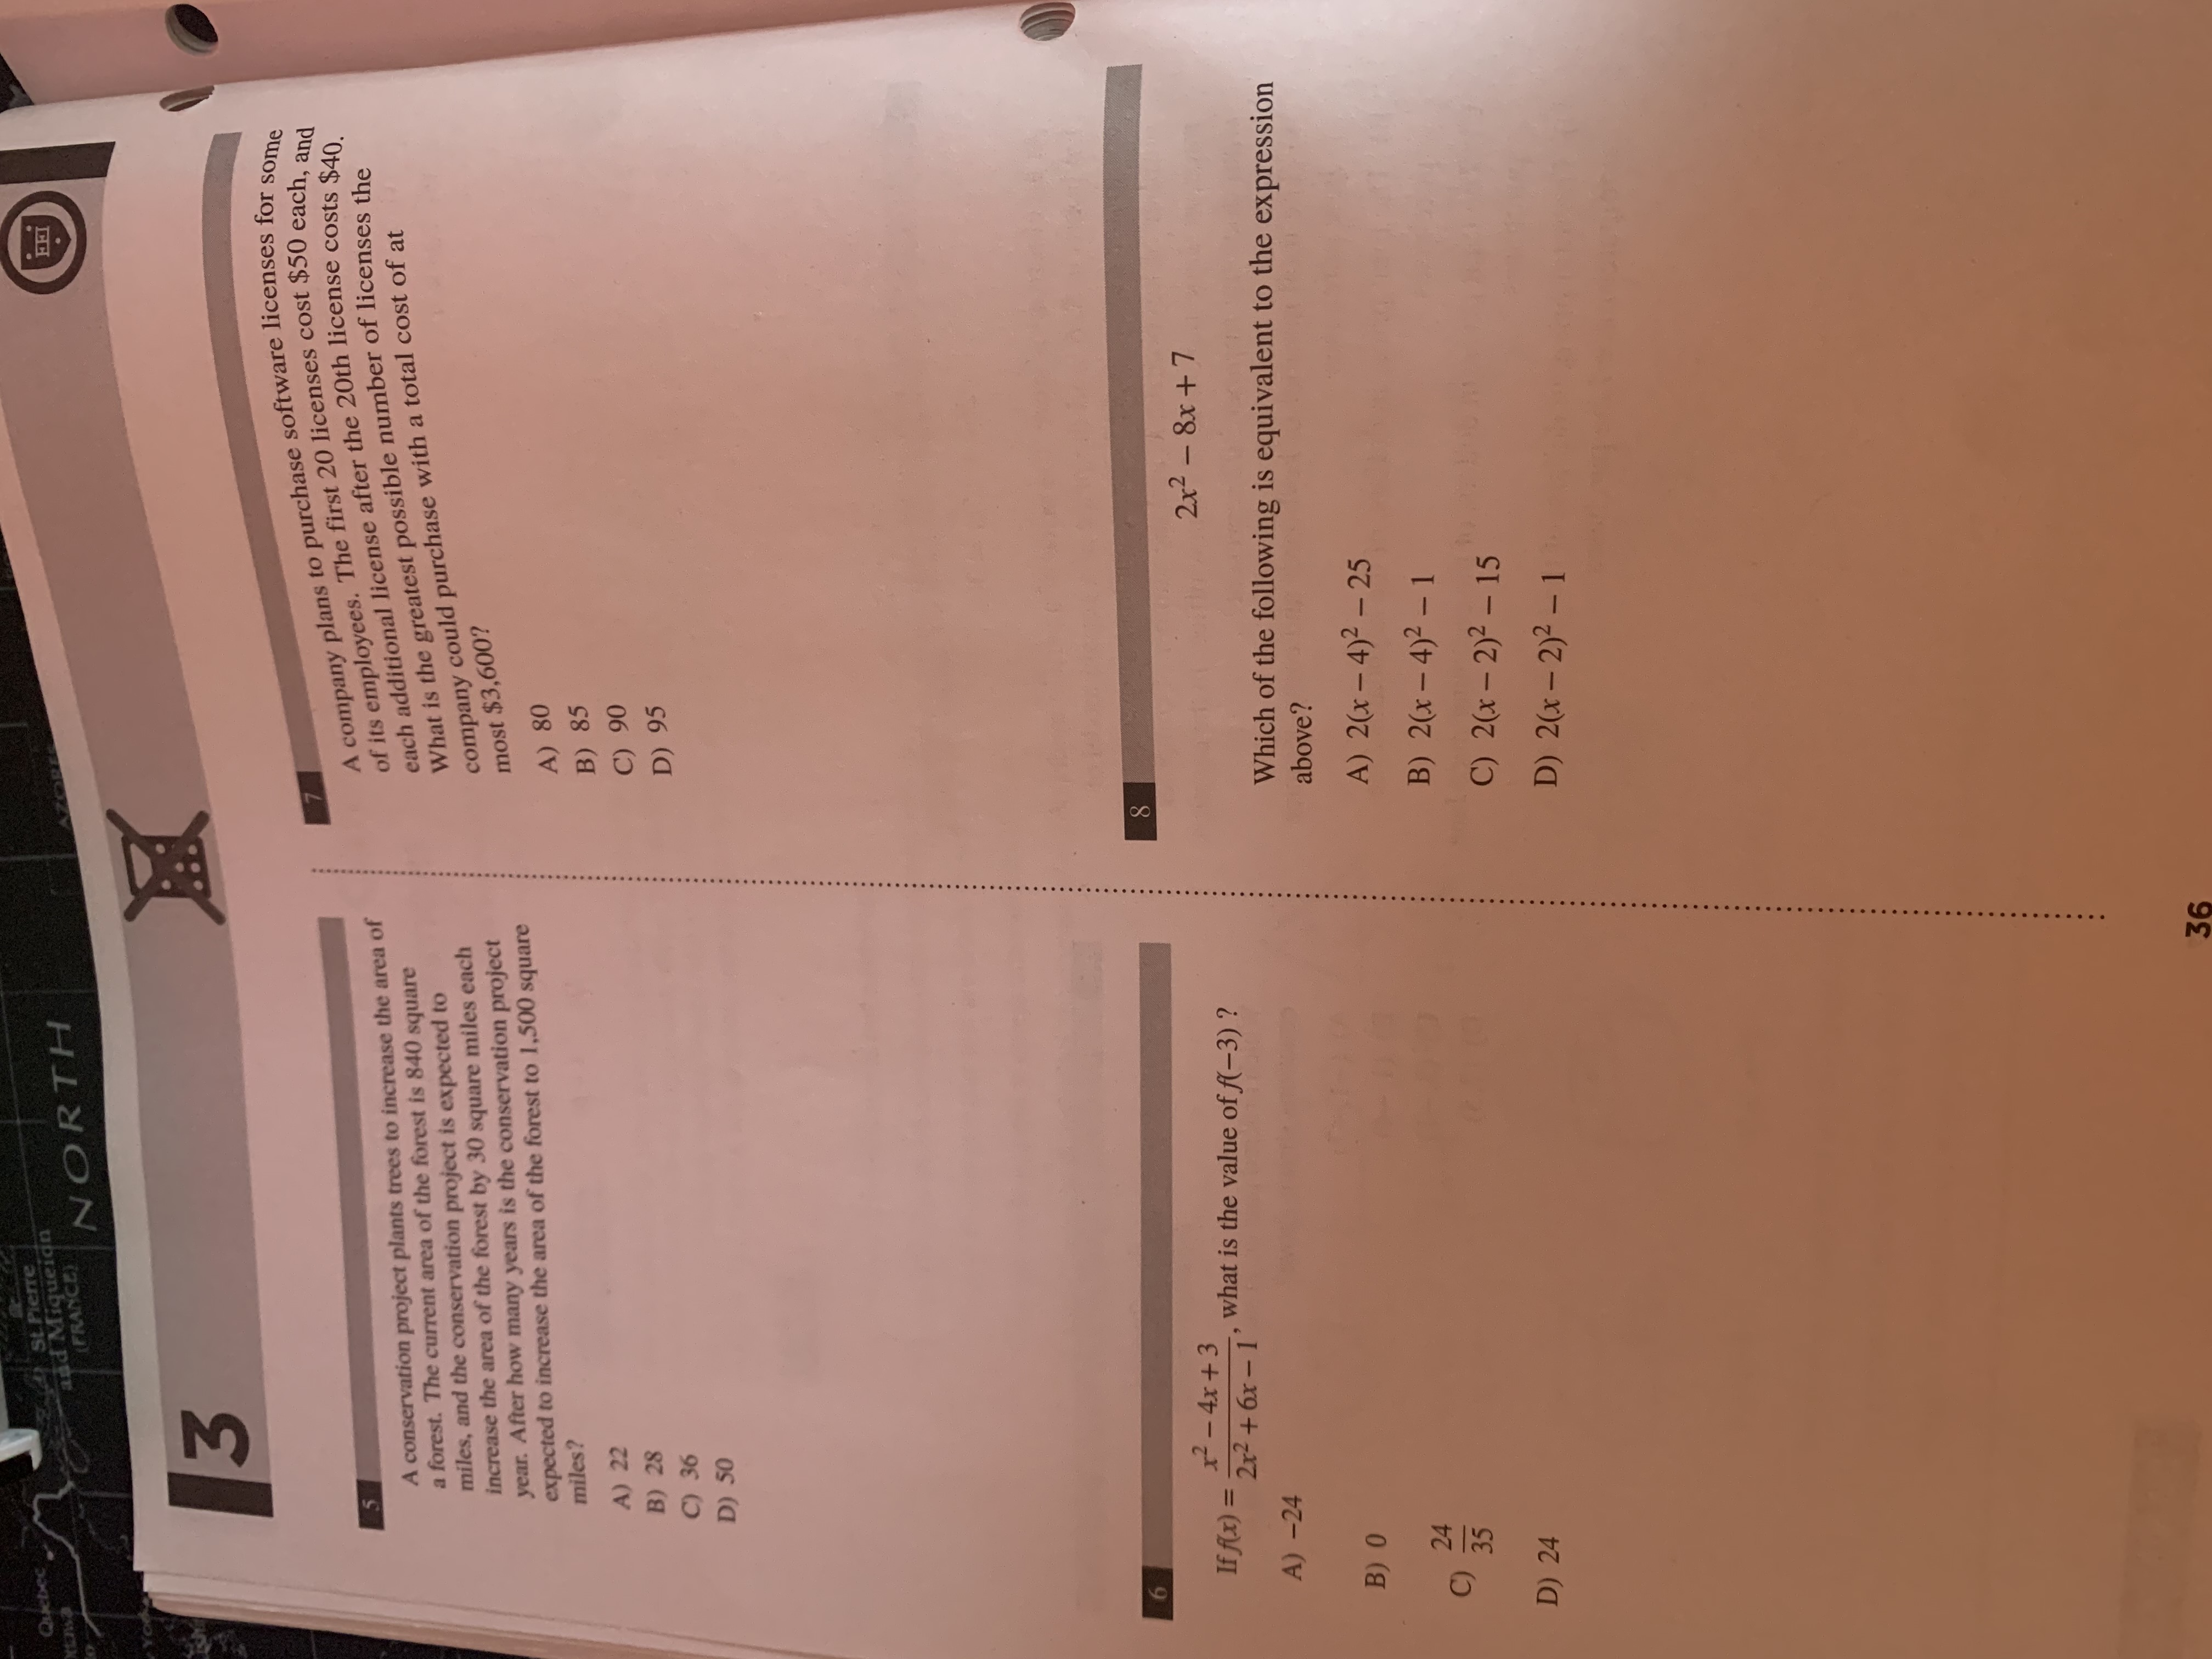 Quebec
St Pierre
and Miquelon
(FRANCE)
NORTH
AZORES
3
5
A conservation project plants trees to increase the area of
a forest. The current area of the forest is 840 square
miles, and the conservation project is expected to
increase the area of the forest by 30 square miles each
year. After how many years is the conservation project
expected to increase the area of the forest to 1,500 square
miles?
A) 22
B) 28
C) 36
D) 50
6
If f(x) = (x² – 4x + 3)/(2x² + 6x – 1), what is the value of f(–3) ?
A) –24
B) 0
C) 24/35
D) 24
7
A company plans to purchase software licenses for some
of its employees. The first 20 licenses cost $50 each, and
each additional license after the 20th license costs $40.
What is the greatest possible number of licenses the
company could purchase with a total cost of at
most $3,600?
A) 80
B) 85
C) 90
D) 95
8
2x² – 8x + 7
Which of the following is equivalent to the expression
above?
A) 2(x – 4)² – 25
B) 2(x – 4)² – 1
C) 2(x – 2)² – 15
D) 2(x – 2)² – 1
36